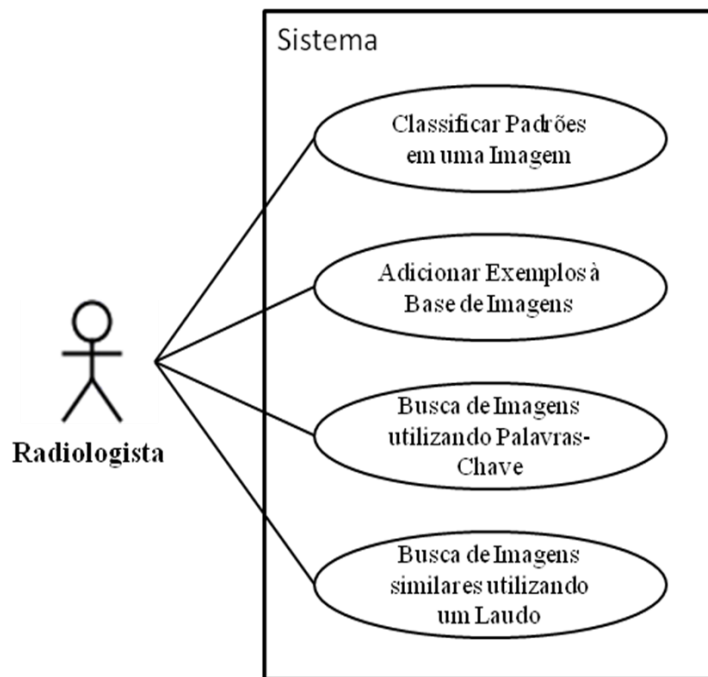 Sistema
Classificar Padrões
em uma Imagem
Adicionar Exemplos à
Base de Imagens
Radiologista
Busca de Imagens
utilizando Palavras-
Chave
Busca de Imagens
similares utilizando
um Laudo